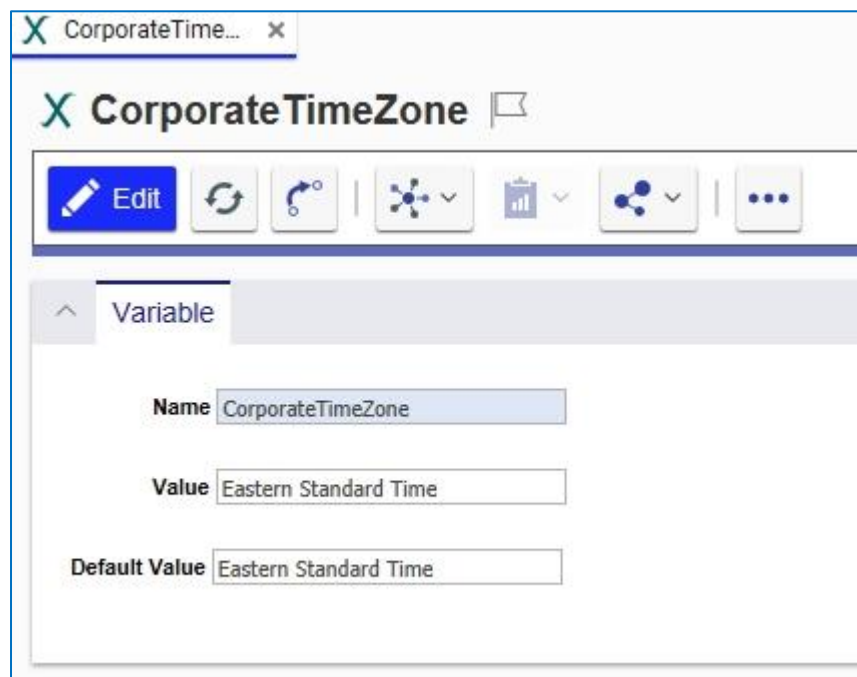 CorporateTime...
CorporateTimeZone
Edit
Variable
Name CorporateTimeZone
Value Eastern Standard Time
Default Value Eastern Standard Time